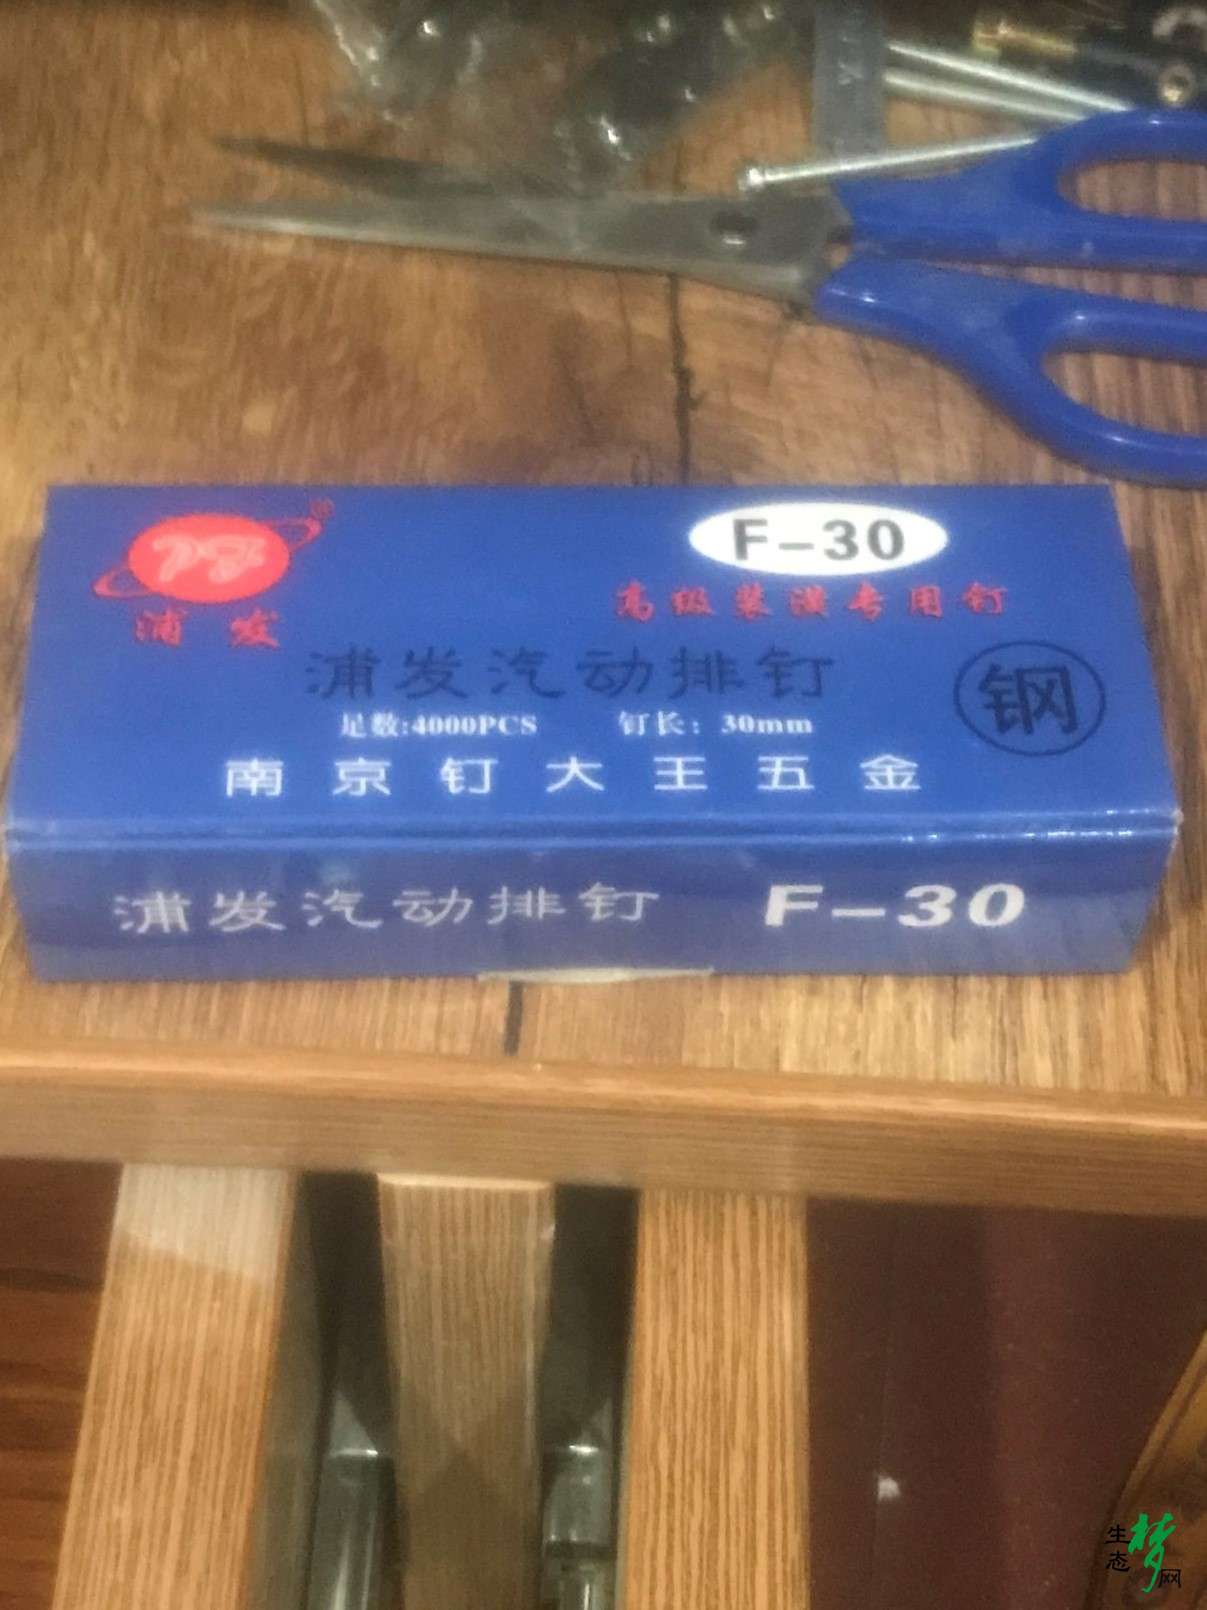 F-30
浦发
高级装潢专用钉
浦发汽动排钉
钢
足数:4000PCS 钉长：30mm
南京钉大王五金
浦发汽动排钉 F-30
生态梦网